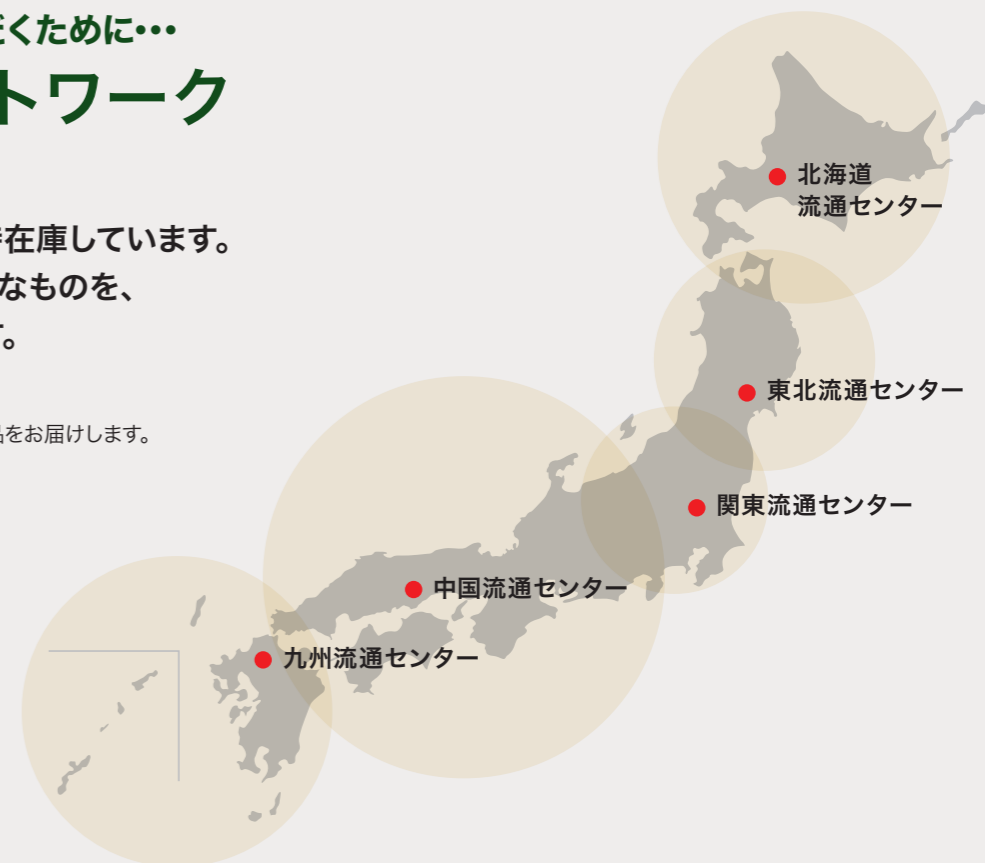 くために・・・
トワーク
在庫しています。
なものを、
す。
品をお届けします。
北海道
流通センター
東北流通センター
関東流通センター
中国流通センター
九州流通センター